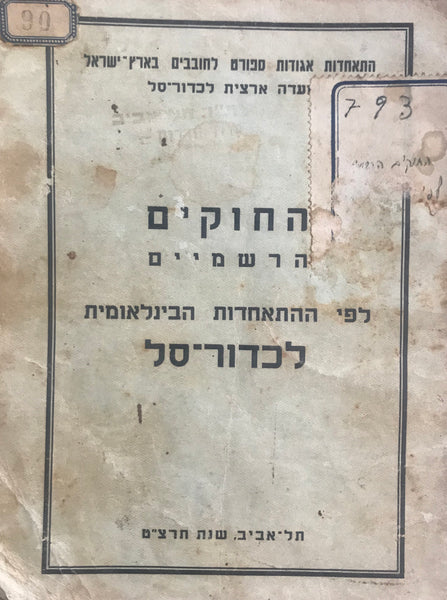 90
התאחדות אגודות ספורט לחובבים בארץ־ישראל
ועדה ארצית לכדור־סל
793
החוקים
החוקים
הרשמיים
לפי ההתאחדות הבינלאומית
לכדור־סל
תל־אביב, שנת תרצ"ט